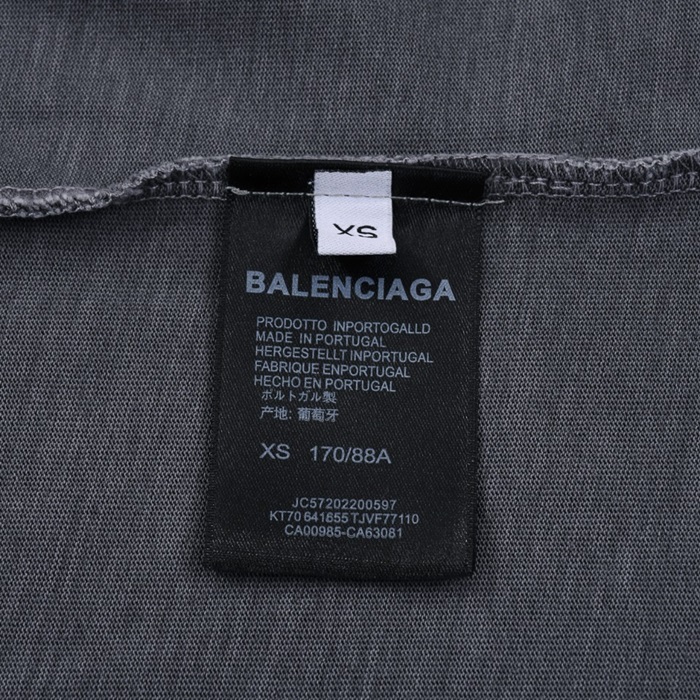 XS
BALENCIAGA
PRODOTTO INPORTOGALLD
MADE IN PORTUGAL
HERGESTELLT INPORTUGAL
FABRIQUE ENPORTUGAL
HECHO EN PORTUGAL
ボルトガル製
产地: 葡萄牙
XS 170/88A
JC57202200597
KT70 641655 TJVF77110
CA00985-CA63081